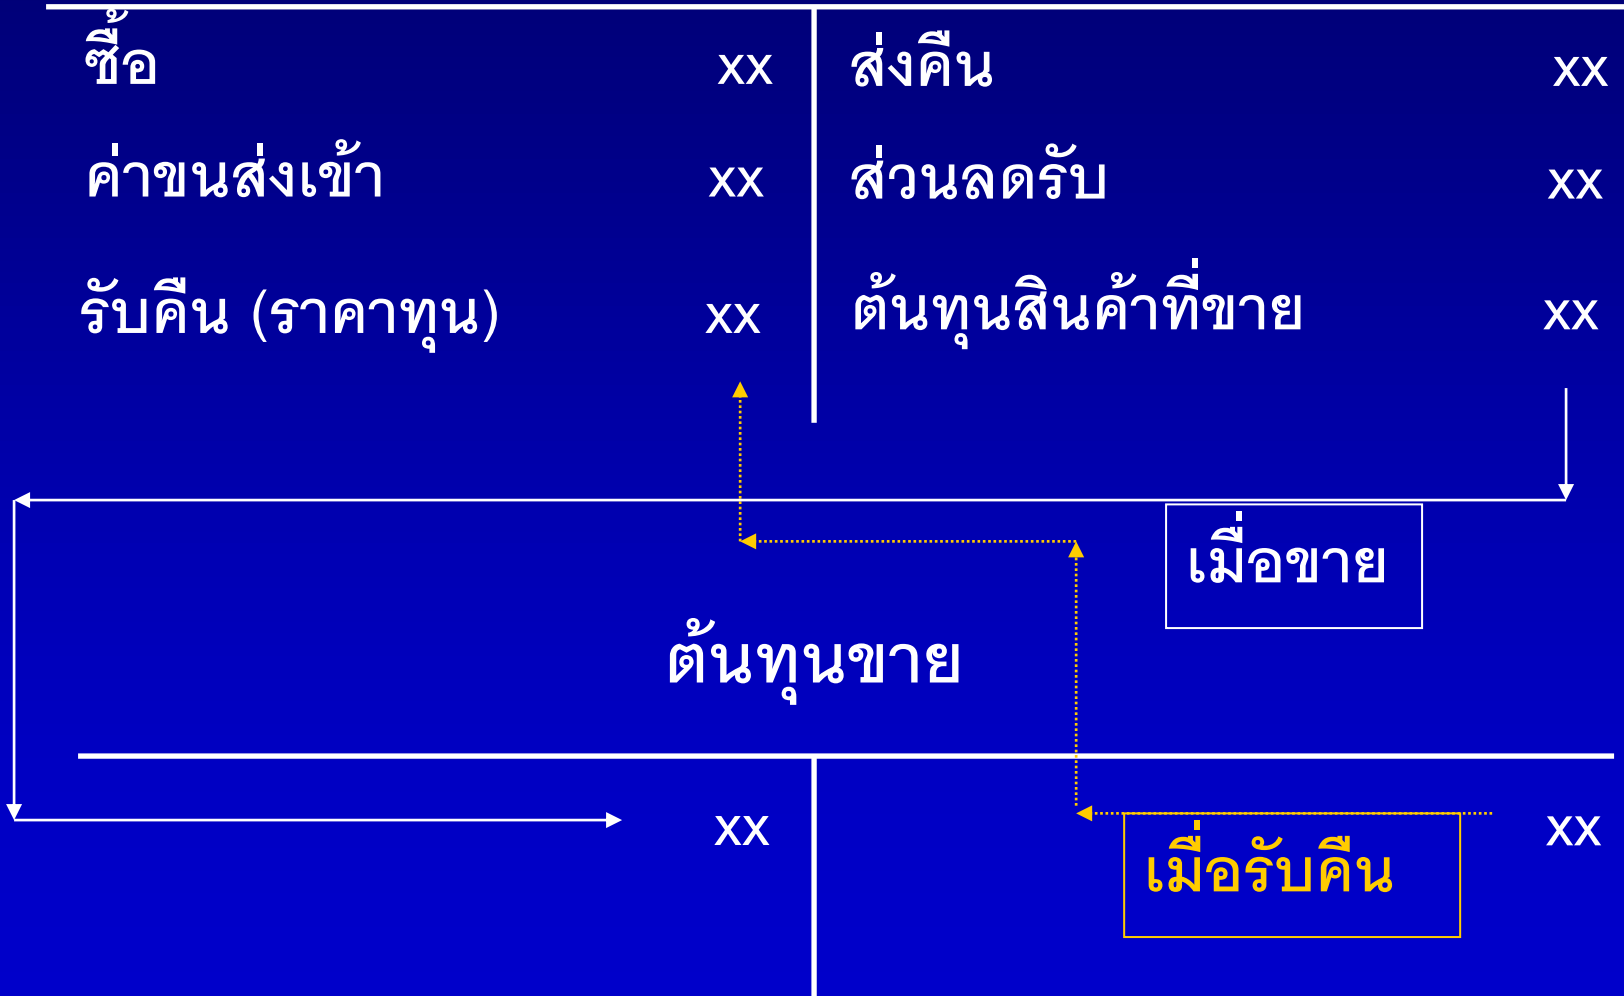 ซื้อ xx ส่งคืน xx
ค่าขนส่งเข้า xx ส่วนลดรับ xx
รับคืน (ราคาทุน) xx ต้นทุนสินค้าที่ขาย xx
เมื่อขาย
ต้นทุนขาย
xx xx
เมื่อรับคืน